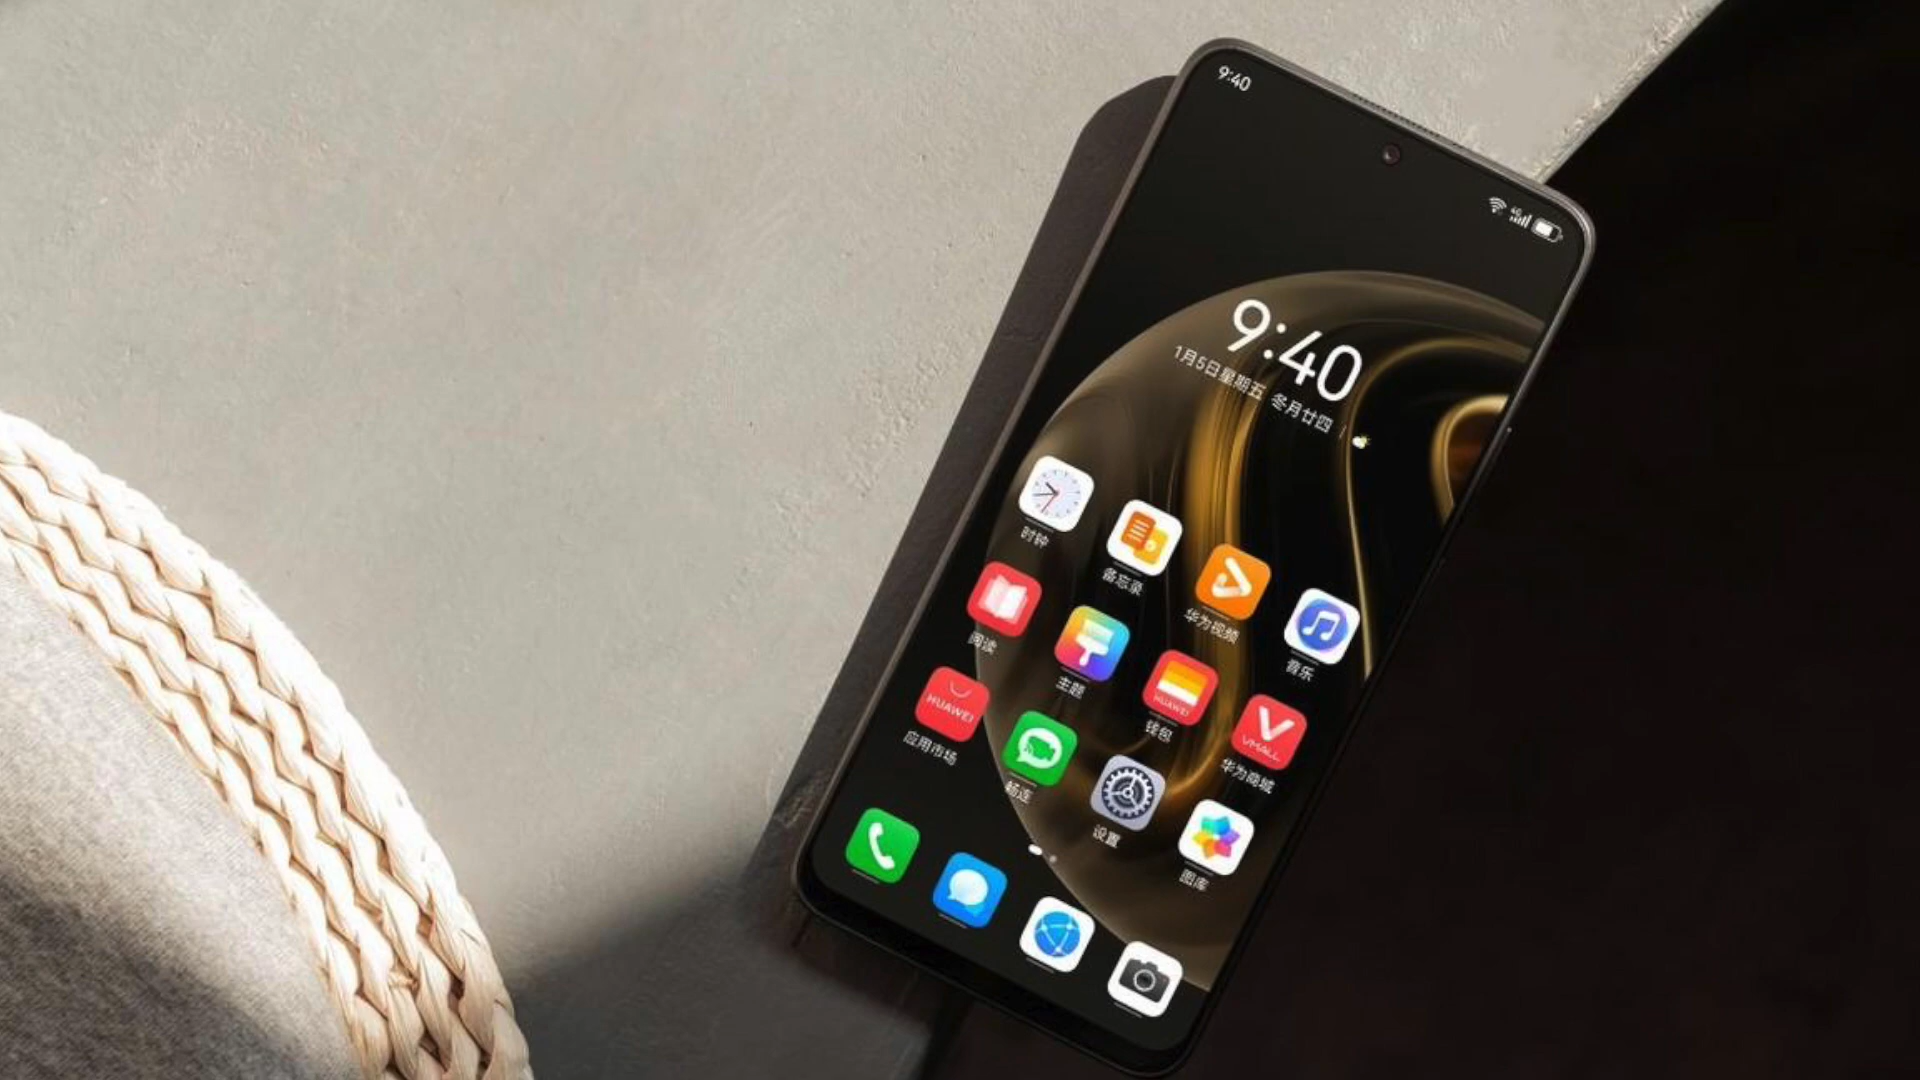 9:40
4G
9:40
1月5日星期五 冬月廿四
时钟
备忘录
华为视频
音乐
阅读
主题
HUAWEI
钱包
VMALL
华为商城
HUAWEI
应用市场
畅连
设置
图库